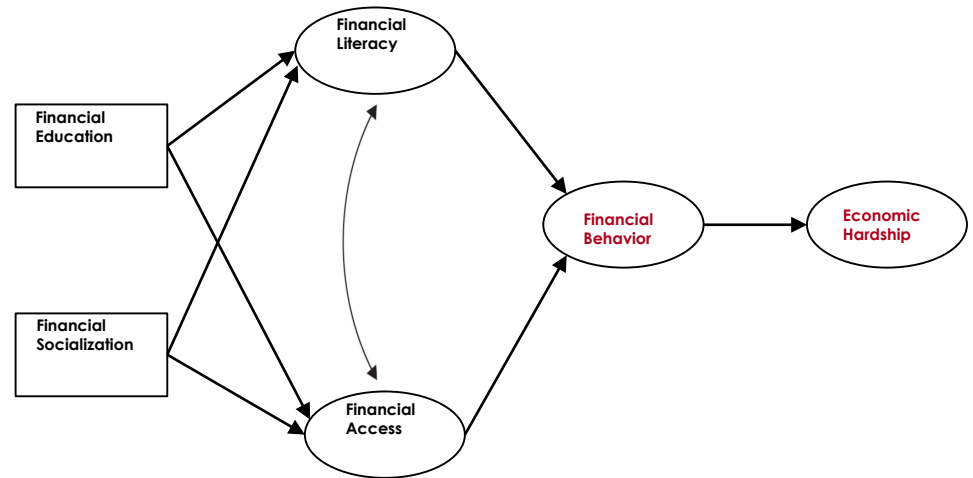 Financial
Literacy
Financial
Education
Financial
Behavior
Economic
Hardship
Financial
Socialization
Financial
Access